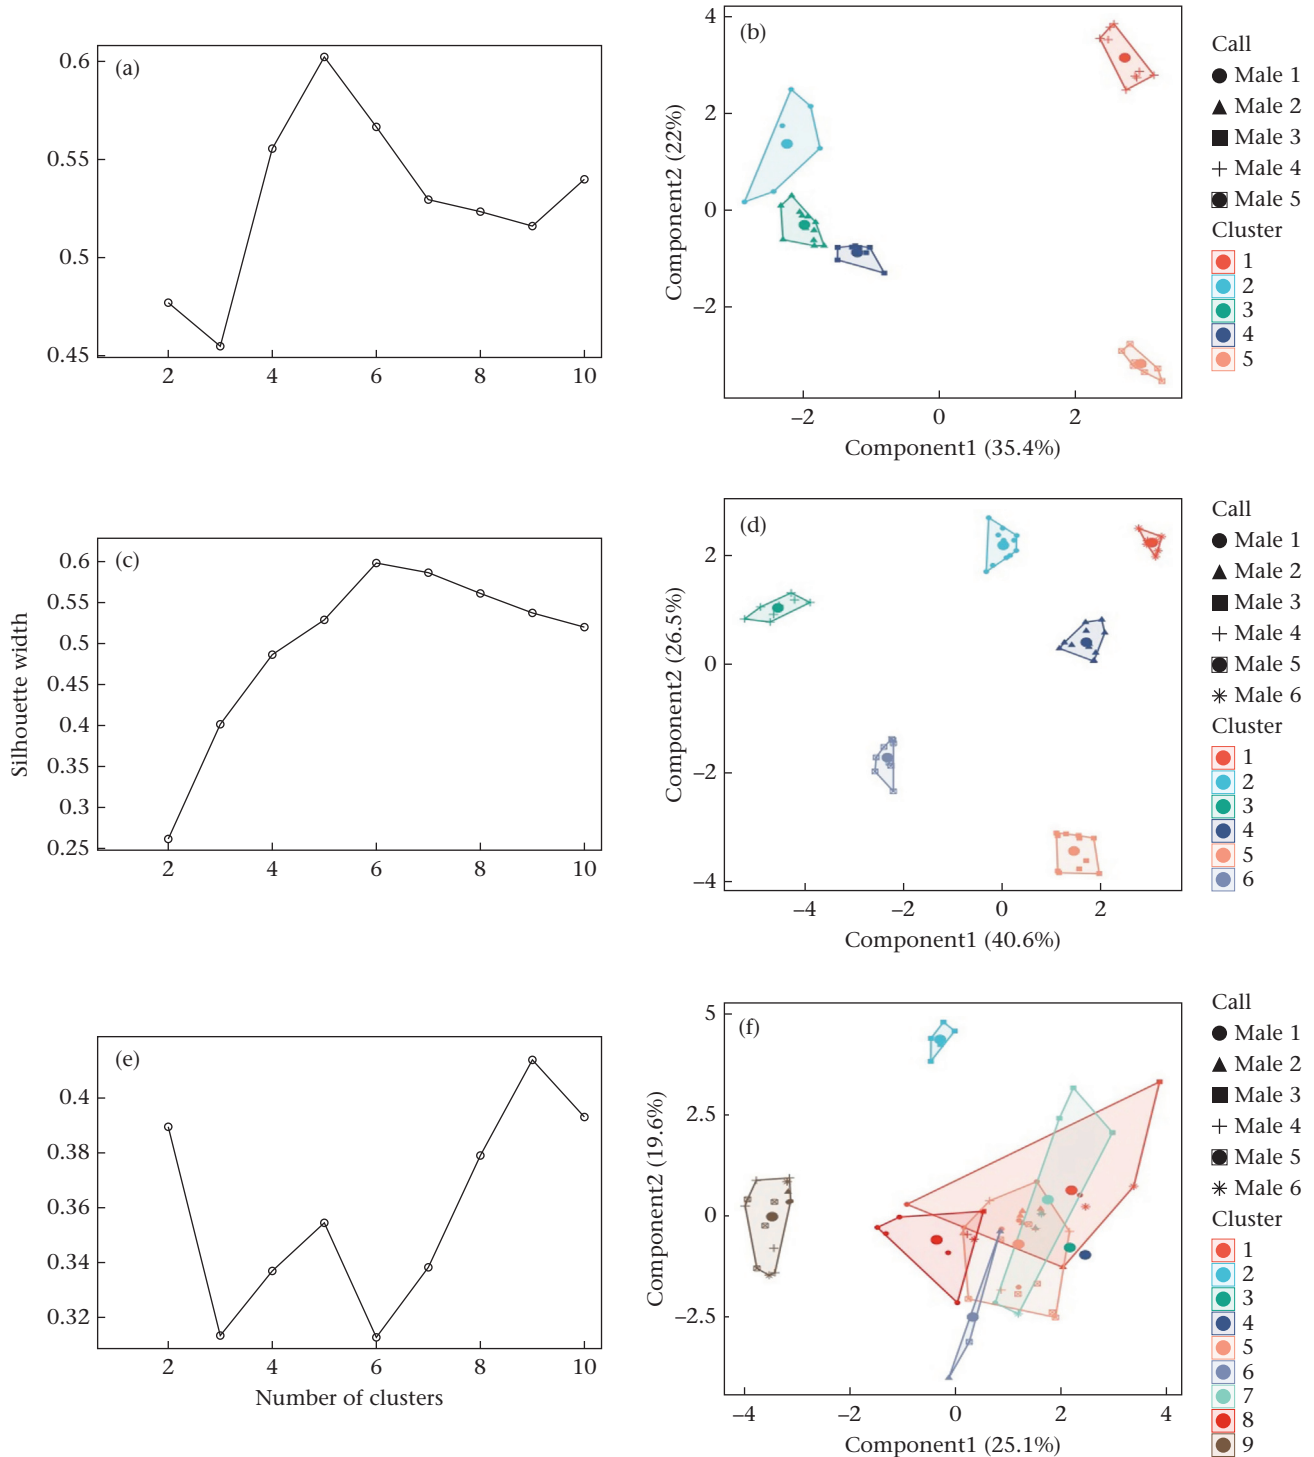 (a)
0.6
0.55
0.5
0.45
2
4
6
8
10
(b)
4
2
0
−2
Component2 (22%)
−2
0
2
Component1 (35.4%)
Call
Male 1
Male 2
Male 3
Male 4
Male 5
Cluster
1
2
3
4
5
(c)
0.6
0.55
0.5
0.45
0.4
0.35
0.3
0.25
Silhouette width
2
4
6
8
10
(d)
2
0
−2
−4
Component2 (26.5%)
−4
−2
0
2
Component1 (40.6%)
Call
Male 1
Male 2
Male 3
Male 4
Male 5
Male 6
Cluster
1
2
3
4
5
6
(e)
0.4
0.38
0.36
0.34
0.32
2
4
6
8
10
Number of clusters
(f)
5
2.5
0
−2.5
Component2 (19.6%)
−4
−2
0
2
4
Component1 (25.1%)
Call
Male 1
Male 2
Male 3
Male 4
Male 5
Male 6
Cluster
1
2
3
4
5
6
7
8
9